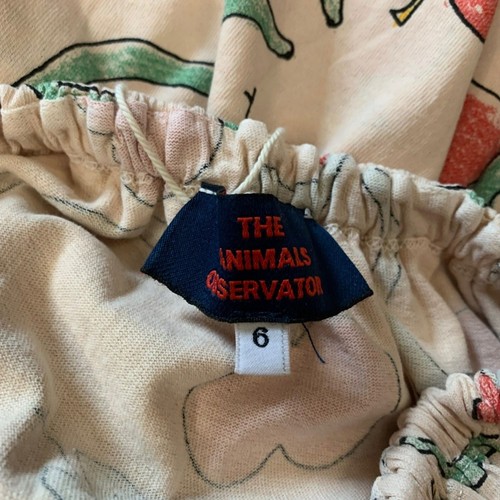 THE
ANIMALS
OBSERVATORY
6